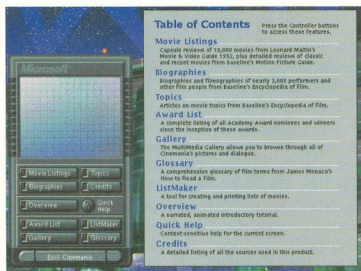 Table of Contents
Press the Controller buttons
to access these features.
Movie Listings
Capsule reviews of 19,000 movies from Leonard Maltin's
Movie & Video Guide 1992, plus detailed reviews of classic
and recent movies from Baseline's Motion Picture Guide.
Biographies
Biographies and filmographies of nearly 3,000 performers and
other film people from Baseline's Encyclopedia of Film.
Topics
Articles on movie topics from Baseline's Encyclopedia of Film.
Award List
A complete listing of all Academy Award nominees and winners
since the inception of these awards.
Gallery
The MultiMedia Gallery allows you to browse through all of
Cinemania's pictures and dialogue.
Glossary
A comprehensive glossary of film terms from James Monaco's
How to Read a Film.
ListMaker
A tool for creating and printing lists of movies.
Overview
A narrated, animated introductory tutorial.
Quick Help
Context-sensitive help for the current screen.
Credits
A detailed listing of all the sources used in this product.
Microsoft
Movie Listings
Topics
Biographies
Credits
Overview
Quick
Help
Award List
ListMaker
Gallery
Glossary
Exit Cinemania